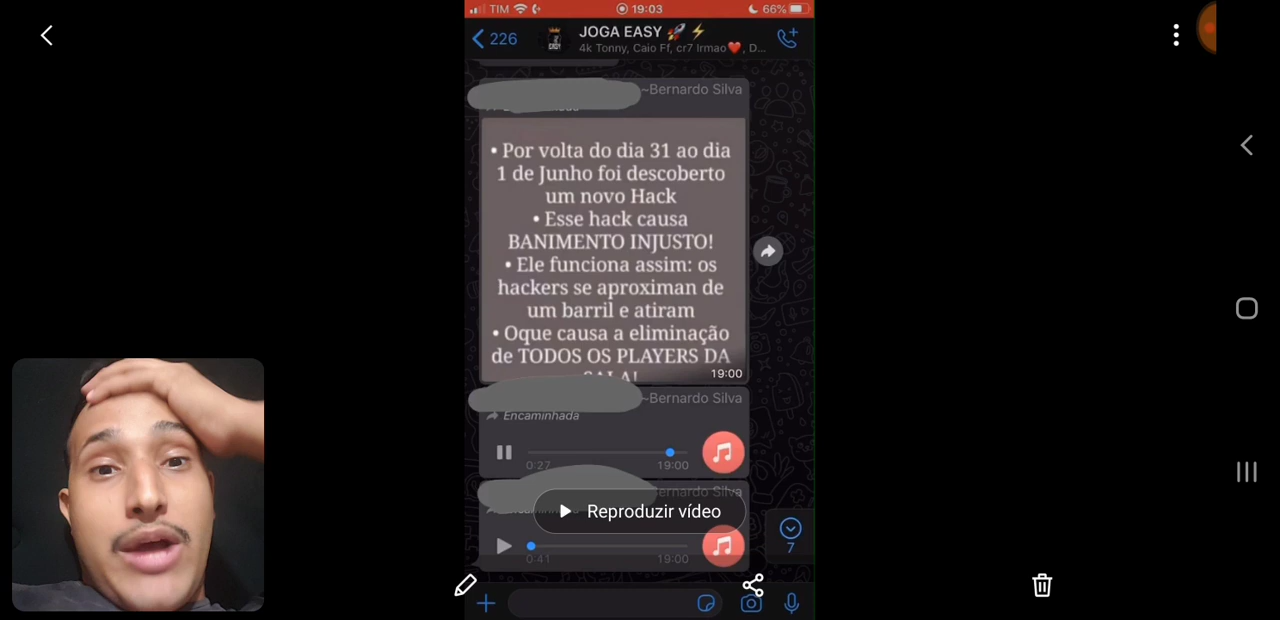 TIM 19:03 66%
226 JOGA EASY 🚀⚡
4k Tonny, Caio Ff, cr7 Irmao❤️, D...
~Bernardo Silva
• Por volta do dia 31 ao dia
1 de Junho foi descoberto
um novo Hack
• Esse hack causa
BANIMENTO INJUSTO!
• Ele funciona assim: os
hackers se aproximan de
um barril e atiram
• Oque causa a eliminação
de TODOS OS PLAYERS DA
SALA!
19:00
~Bernardo Silva
Encaminhada
0:27 19:00
Bernardo Silva
Reproduzir vídeo
0:41 19:00
7